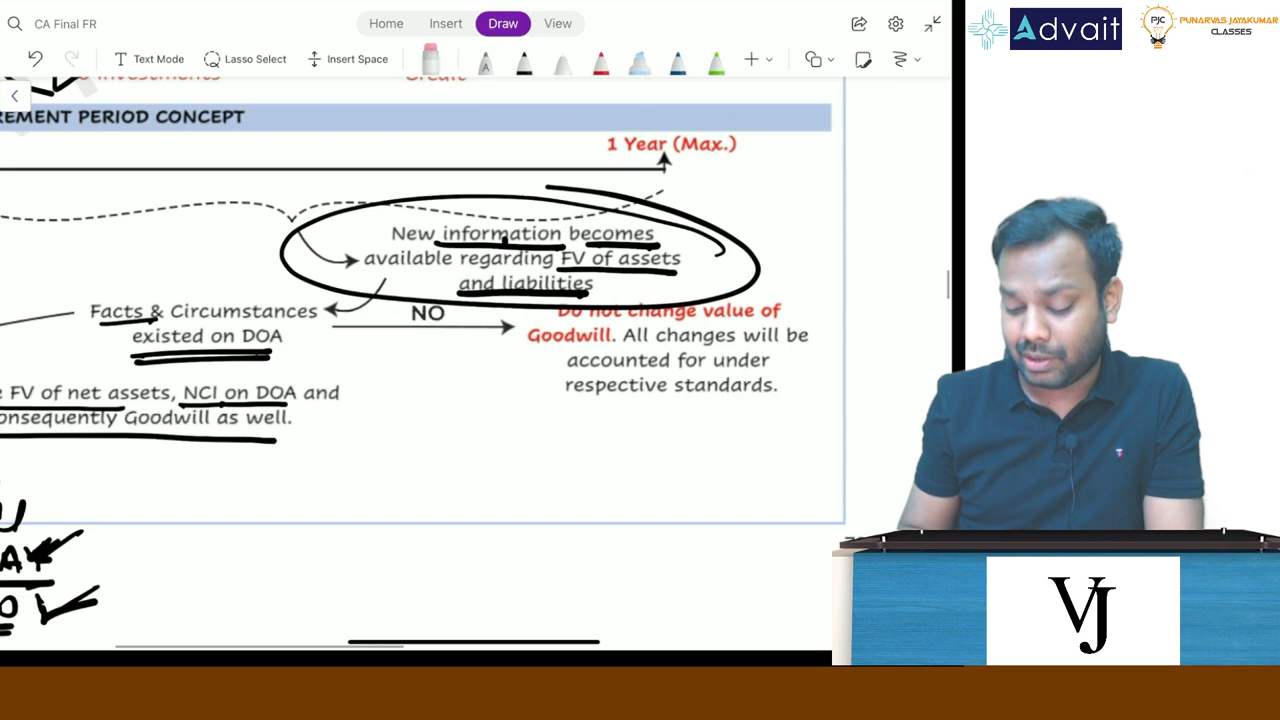 CA Final FR
Home
Insert
Draw
View
Advait
PJC
PUNARVAS JAYAKUMAR
CLASSES
Text Mode
Lasso Select
Insert Space
Credit
EMENT PERIOD CONCEPT
1 Year (Max.)
New information becomes
available regarding FV of assets
and liabilities
Facts & Circumstances
existed on DOA
NO
Do not change value of
Goodwill. All changes will be
accounted for under
respective standards.
FV of net assets, NCI on DOA and
onsequently Goodwill as well.
VJ